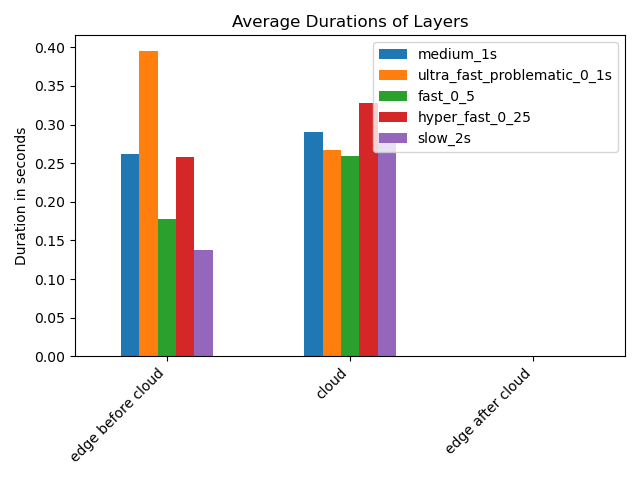 Average Durations of Layers
Duration in seconds
0.40
0.35
0.30
0.25
0.20
0.15
0.10
0.05
0.00
medium_1s
ultra_fast_problematic_0_1s
fast_0_5
hyper_fast_0_25
slow_2s
edge before cloud
cloud
edge after cloud